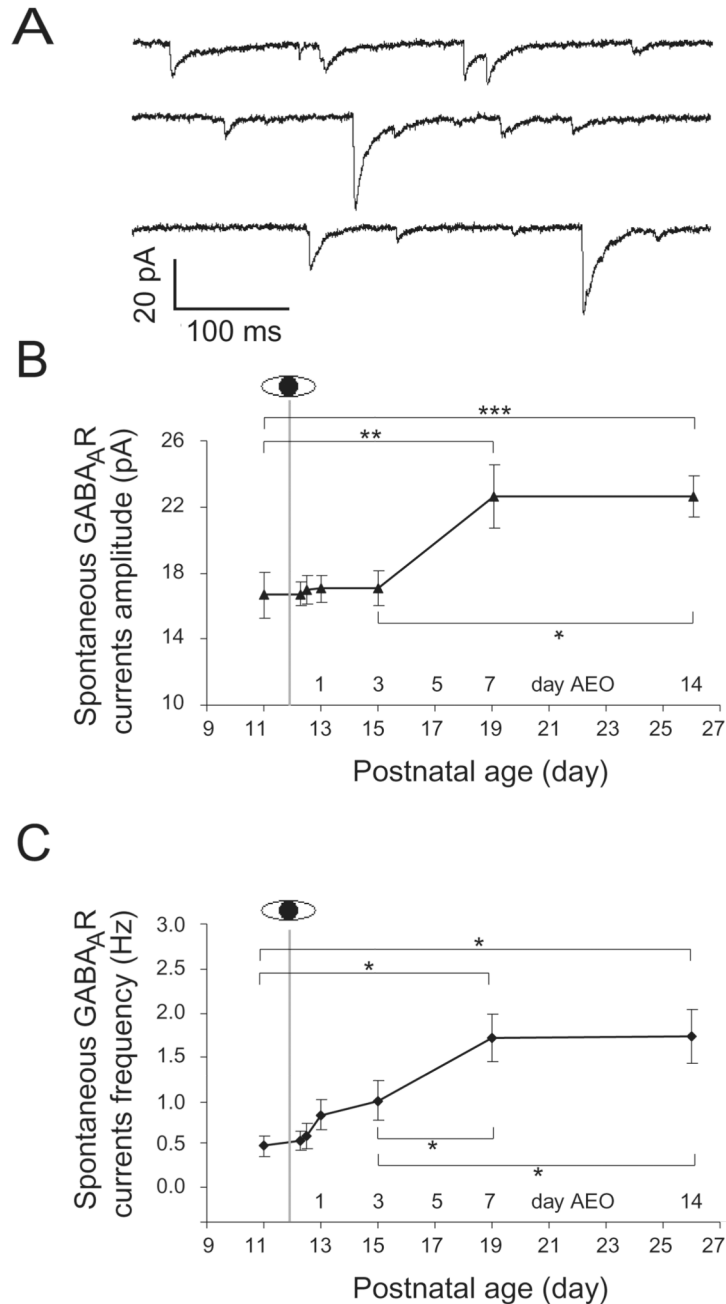 A
20 pA
100 ms
B
***
**
26
22
18
14
10
Spontaneous GABA_AR
currents amplitude (pA)
*
1 3 5 7 day AEO 14
9 11 13 15 17 19 21 23 25 27
Postnatal age (day)
C
3.0
2.5
2.0
1.5
1.0
0.5
0.0
Spontaneous GABA_AR
currents frequency (Hz)
*
*
*
*
1 3 5 7 day AEO 14
9 11 13 15 17 19 21 23 25 27
Postnatal age (day)